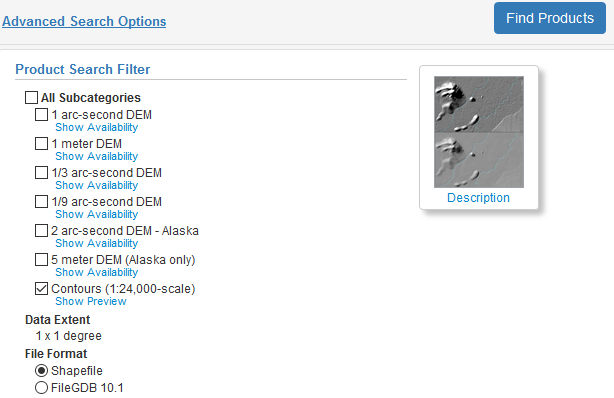 Advanced Search Options
Find Products
Product Search Filter
All Subcategories
1 arc-second DEM
Show Availability
1 meter DEM
Show Availability
1/3 arc-second DEM
Show Availability
1/9 arc-second DEM
Show Availability
2 arc-second DEM - Alaska
Show Availability
5 meter DEM (Alaska only)
Show Availability
Contours (1:24,000-scale)
Show Preview
Data Extent
1 x 1 degree
File Format
Shapefile
FileGDB 10.1
Description